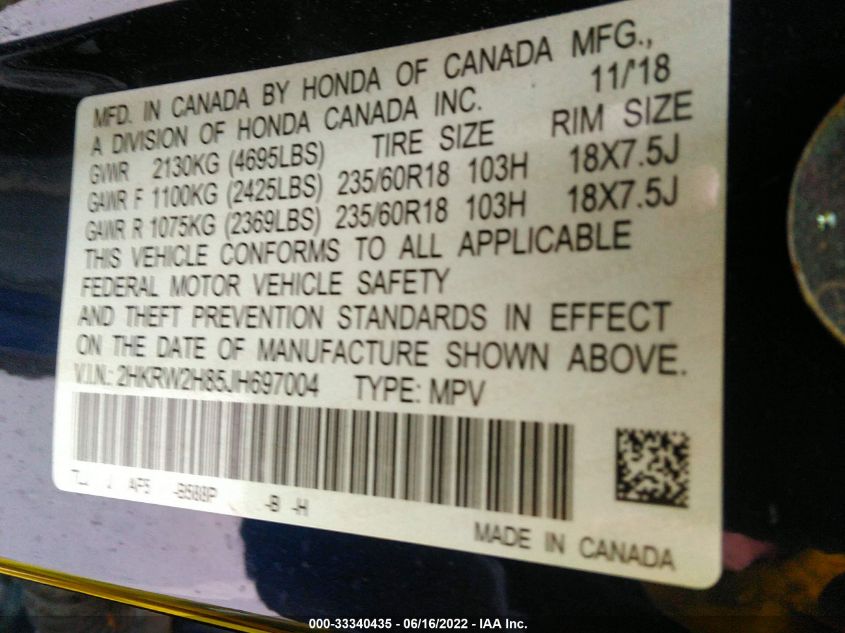 MFD. IN CANADA BY HONDA OF CANADA MFG.,
A DIVISION OF HONDA CANADA INC. 11/'18
GVWR 2130KG (4695LBS) TIRE SIZE RIM SIZE
GAWR F 1100KG (2425LBS) 235/60R18 103H 18X7.5J
GAWR R 1075KG (2369LBS) 235/60R18 103H 18X7.5J
THIS VEHICLE CONFORMS TO ALL APPLICABLE
FEDERAL MOTOR VEHICLE SAFETY
AND THEFT PREVENTION STANDARDS IN EFFECT
ON THE DATE OF MANUFACTURE SHOWN ABOVE.
V.I.N.: 2HKRW2H85JH697004 TYPE: MPV
-B588P -B -H
MADE IN CANADA
000-33340435 - 06/16/2022 - IAA Inc.